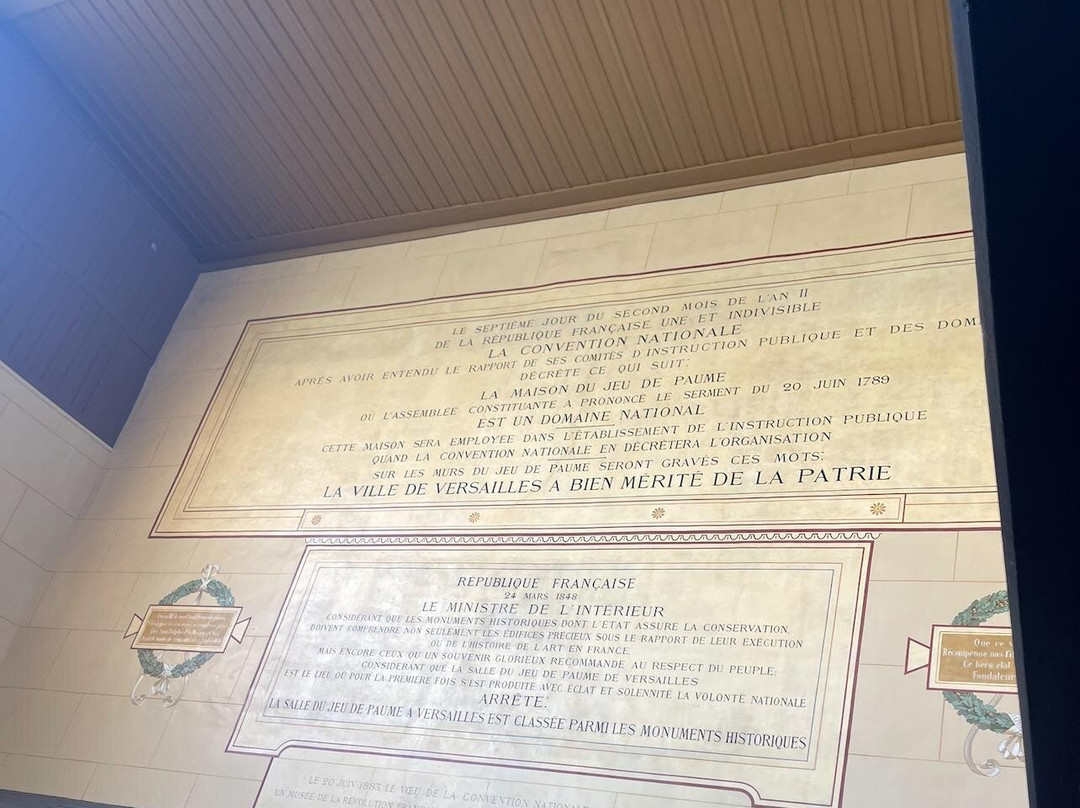 LE SEPTIÈME JOUR DU SECOND MOIS DE L'AN II
DE LA RÉPUBLIQUE FRANÇAISE UNE ET INDIVISIBLE
LA CONVENTION NATIONALE
APRÈS AVOIR ENTENDU LE RAPPORT DE SES COMITÉS D'INSTRUCTION PUBLIQUE ET DES DOM
DÉCRÈTE CE QUI SUIT:
LA MAISON DU JEU DE PAUME
OÙ L'ASSEMBLÉE CONSTITUANTE A PRONONCÉ LE SERMENT DU 20 JUIN 1789
EST UN DOMAINE NATIONAL
CETTE MAISON SERA EMPLOYÉE DANS L'ÉTABLISSEMENT DE L'INSTRUCTION PUBLIQUE
QUAND LA CONVENTION NATIONALE EN DÉCRÉTERA L'ORGANISATION
SUR LES MURS DU JEU DE PAUME SERONT GRAVÉS CES MOTS:
LA VILLE DE VERSAILLES A BIEN MÉRITÉ DE LA PATRIE
RÉPUBLIQUE FRANÇAISE
24 MARS 1848
LE MINISTRE DE L'INTÉRIEUR
CONSIDÉRANT QUE LES MONUMENTS HISTORIQUES DONT L'ÉTAT ASSURE LA CONSERVATION
DOIVENT COMPRENDRE NON SEULEMENT LES ÉDIFICES PRÉCIEUX SOUS LE RAPPORT DE LEUR EXÉCUTION
OU DE L'HISTOIRE DE L'ART EN FRANCE
MAIS ENCORE CEUX QU'UN SOUVENIR GLORIEUX RECOMMANDE AU RESPECT DU PEUPLE;
CONSIDÉRANT QUE LA SALLE DU JEU DE PAUME DE VERSAILLES
EST LE LIEU OÙ POUR LA PREMIÈRE FOIS S'EST PRODUITE AVEC ÉCLAT ET SOLENNITÉ LA VOLONTÉ NATIONALE
ARRÊTE:
LA SALLE DU JEU DE PAUME A VERSAILLES EST CLASSÉE PARMI LES MONUMENTS HISTORIQUES
Que ce
Récompense nos
Ce lieu était
Fondateur
LE 20 JUIN 1883 LE VŒU DE LA CONVENTION NATIONALE
UN MUSÉE DE LA RÉVOLUTION